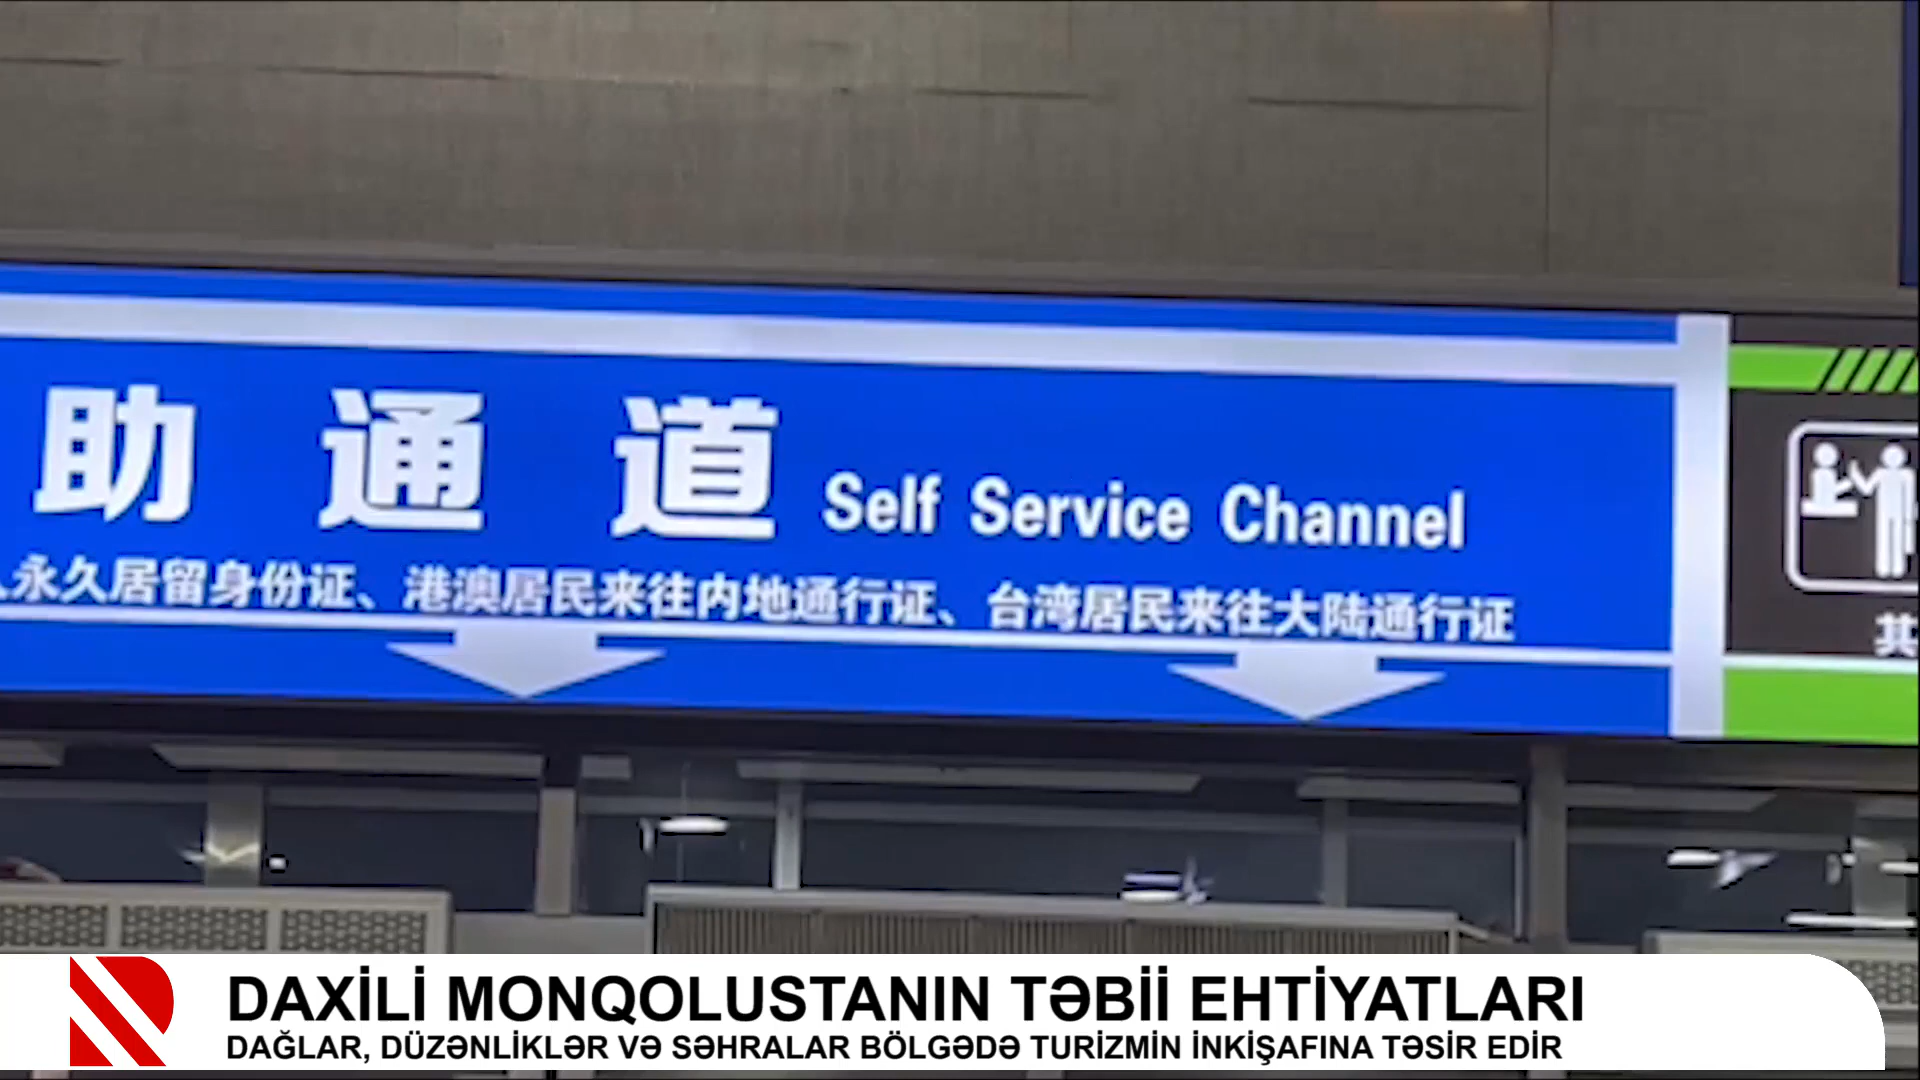 助通道 Self Service Channel
人永久居留身份证、港澳居民来往内地通行证、台湾居民来往大陆通行证
其
DAXİLİ MONQOLUSTANIN TƏBİİ EHTİYATLARI
DAĞLAR, DÜZƏNLİKLƏR VƏ SƏHRALAR BÖLGƏDƏ TURİZMİN İNKİŞAFINA TƏSİR EDİR